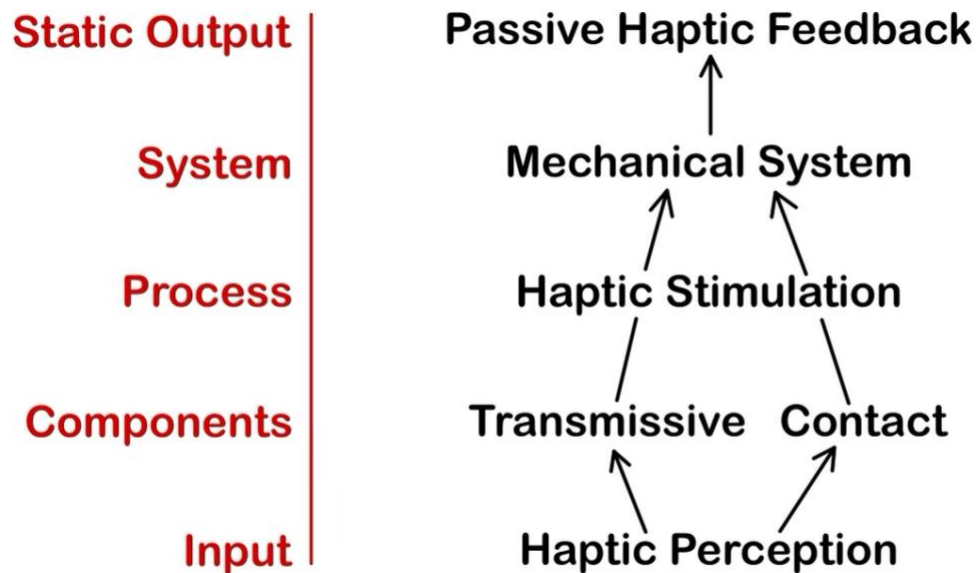 Static Output Passive Haptic Feedback
System Mechanical System
Process Haptic Stimulation
Components Transmissive Contact
Input Haptic Perception